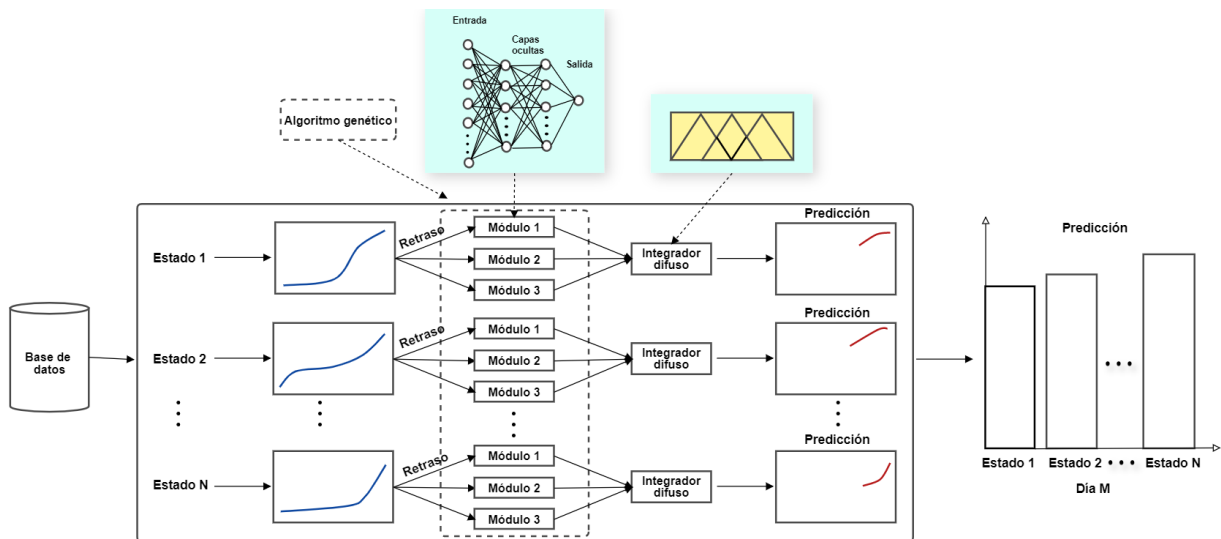 Entrada
Capas
ocultas
Salida
Algoritmo genético
Predicción
Retraso
Módulo 1
Estado 1
Módulo 2
Integrador
difuso
Módulo 3
Predicción
Retraso
Módulo 1
Base de
datos
Estado 2
Módulo 2
Integrador
difuso
Módulo 3
Predicción
Retraso
Módulo 1
Estado N
Módulo 2
Integrador
difuso
Módulo 3
Predicción
Estado 1
Estado 2
Estado N
Día M